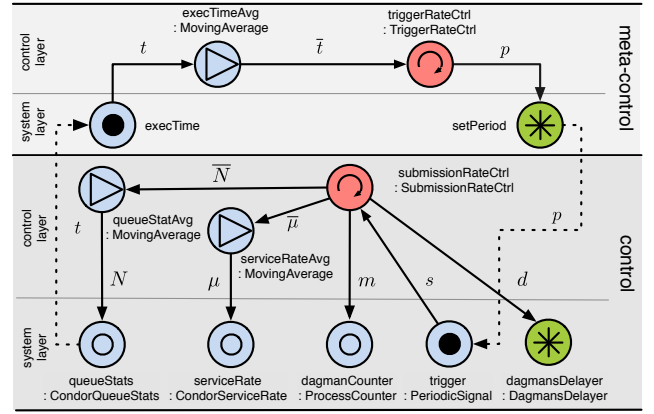 execTimeAvg
: MovingAverage
triggerRateCtrl
: TriggerRateCtrl
control
layer
t
t̅
p
meta-control
system
layer
execTime
setPeriod
N̅
submissionRateCtrl
: SubmissionRateCtrl
queueStatAvg
: MovingAverage
μ̅
p
control
layer
t
serviceRateAvg
: MovingAverage
control
N
μ
m
s
d
system
layer
queueStats
: CondorQueueStats
serviceRate
: CondorServiceRate
dagmanCounter
: ProcessCounter
trigger
: PeriodicSignal
dagmansDelayer
: DagmansDelayer